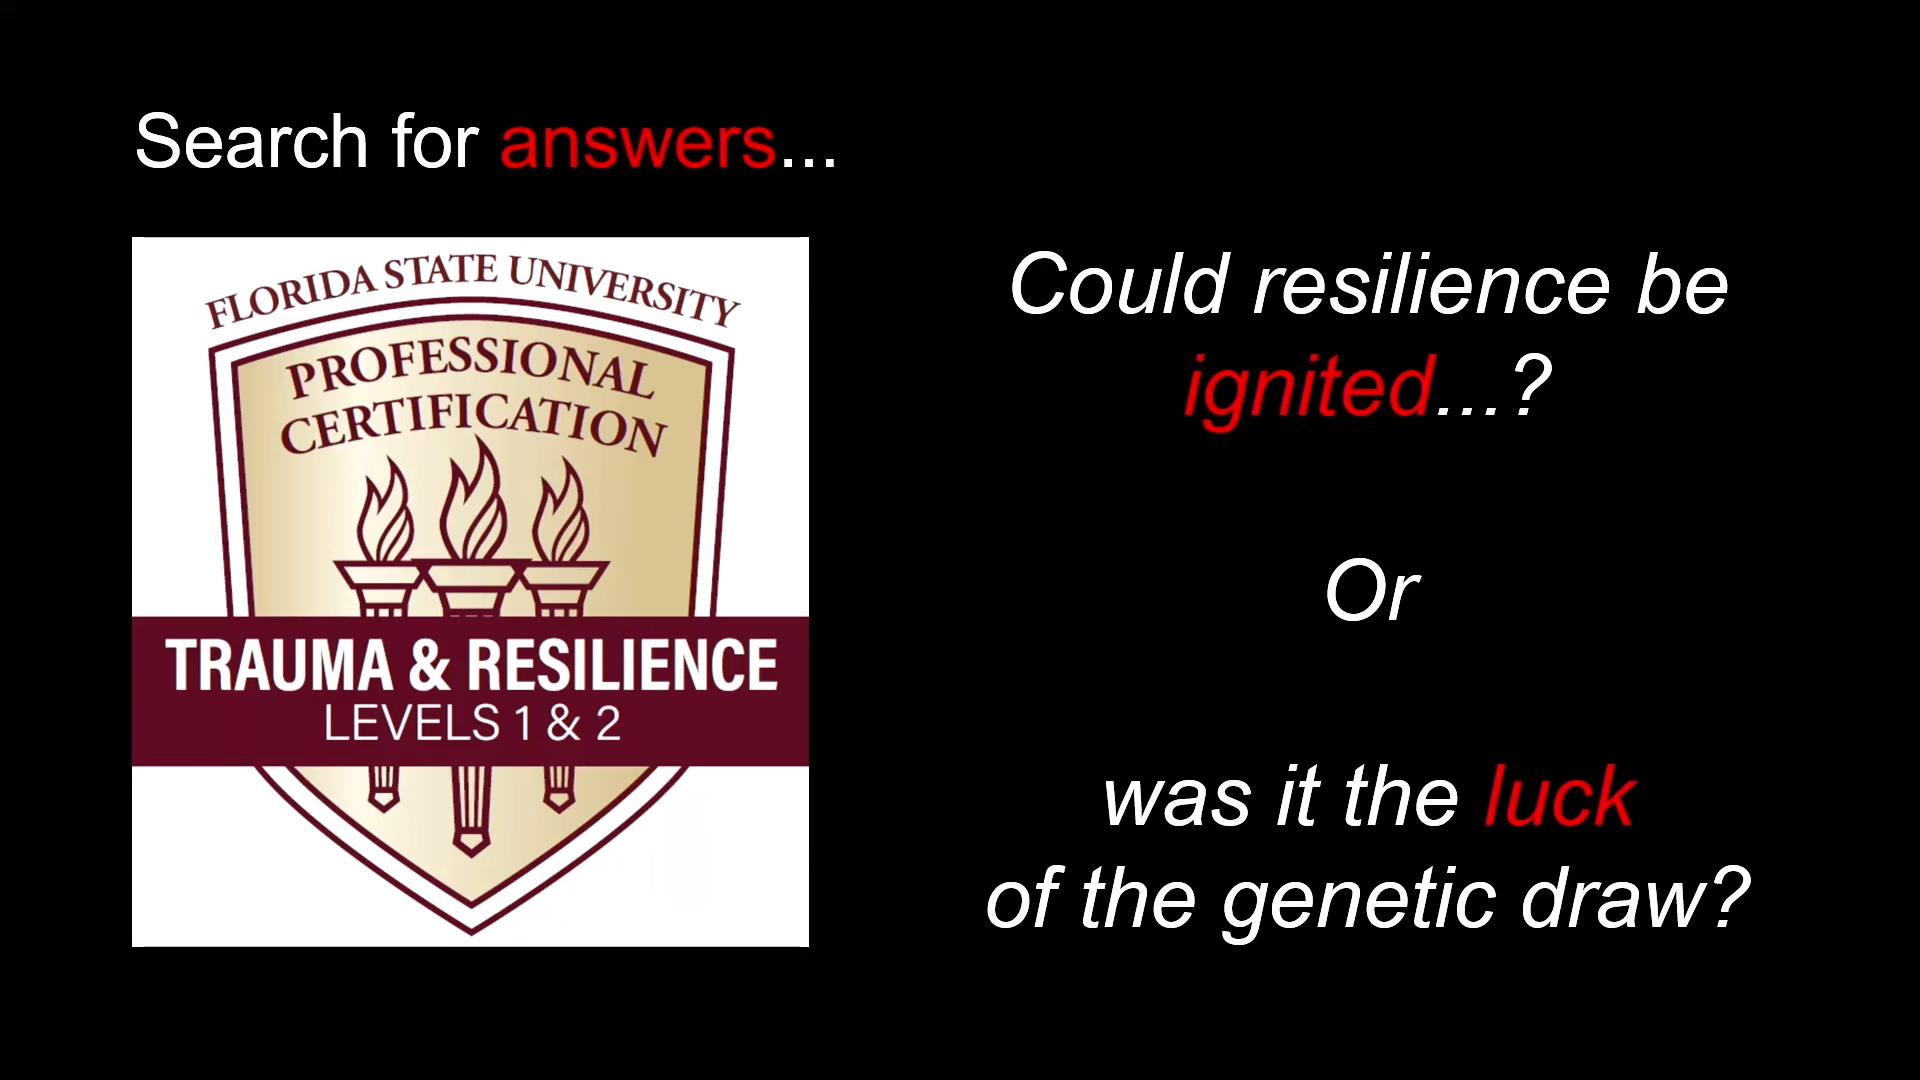 Search for answers...
FLORIDA STATE UNIVERSITY
PROFESSIONAL
CERTIFICATION
TRAUMA & RESILIENCE
LEVELS 1 & 2
Could resilience be
ignited...?
Or
was it the luck
of the genetic draw?